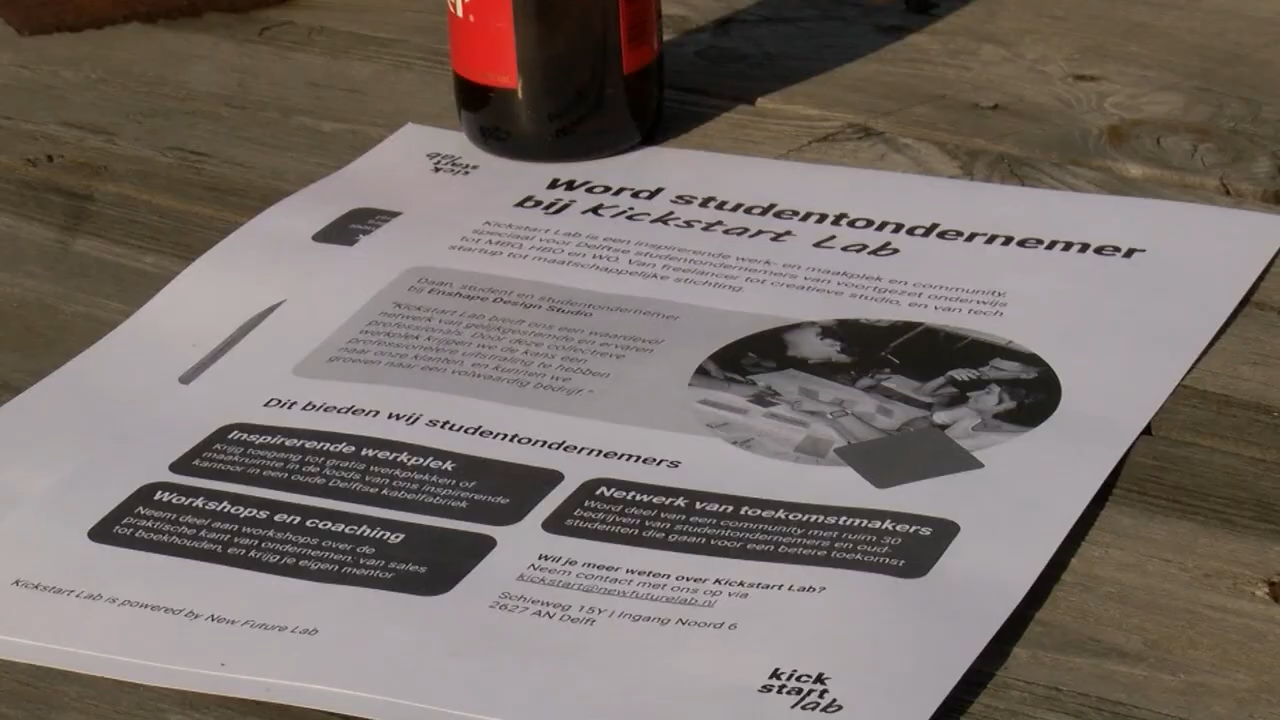 kick
start
lab
Word studentondernemer
bij Kickstart Lab
Kickstart Lab is een inspirerende werk- en maakplek en community,
speciaal voor Delftse studentondernemers van voortgezet onderwijs
tot MBO, HBO en WO. Van freelancer tot creatieve studio, en van tech
startup tot maatschappelijke stichting.
Daan, student en studentondernemer
bij Enshape Design Studio
"Kickstart Lab biedt ons een waardevol
netwerk van gelijkgestemde en ervaren
professionals. Door deze collectieve
werkplek krijgen we de kans een
professionelere uitstraling te hebben
naar onze klanten, en kunnen we
groeien naar een volwaardig bedrijf."
Dit bieden wij studentondernemers
Inspirerende werkplek
Krijg toegang tot gratis werkplekken of
maakruimte in de loods van ons inspirerende
kantoor in een oude Delftse kabelfabriek
Workshops en coaching
Neem deel aan workshops over de
praktische kant van ondernemen: van sales
tot boekhouden, en krijg je eigen mentor
Netwerk van toekomstmakers
Word deel van een community met ruim 30
bedrijven van studentondernemers en oud-
studenten die gaan voor een betere toekomst
Wil je meer weten over Kickstart Lab?
Neem contact met ons op via
kickstart@newfuturelab.nl
Schieweg 15Y | Ingang Noord 6
2627 AN Delft
Kickstart Lab is powered by New Future Lab
kick
start
lab